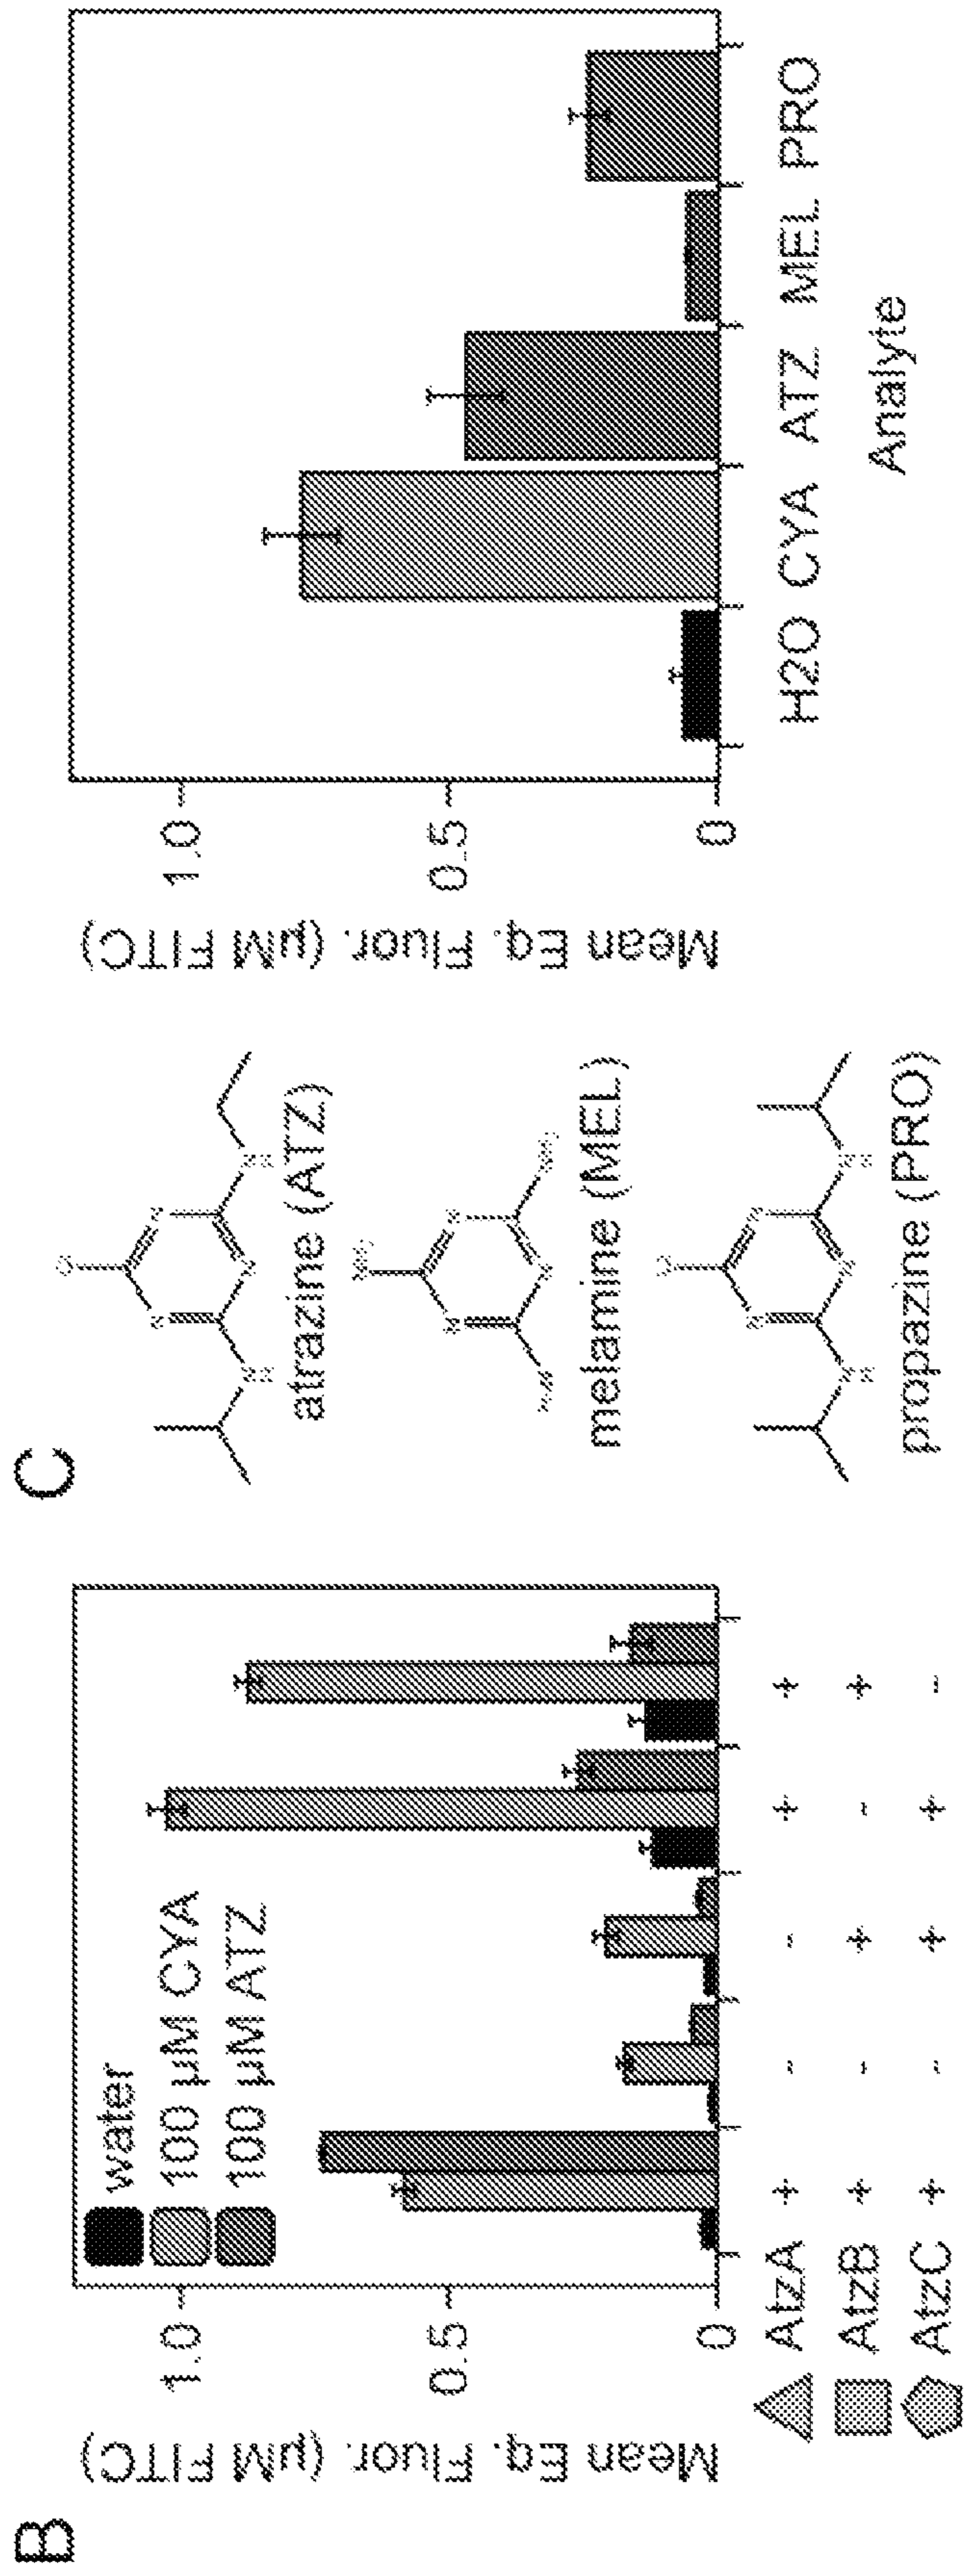 B
Mean Eq. Fluor. (µM FITC)
1.0
0.5
0
water
100 µM CYA
100 µM ATZ
AtzA + - - + +
AtzB + - + - +
AtzC + - + + -
C
atrazine (ATZ)
melamine (MEL)
propazine (PRO)
Mean Eq. Fluor. (µM FITC)
1.0
0.5
0
H2O CYA ATZ MEL PRO
Analyte